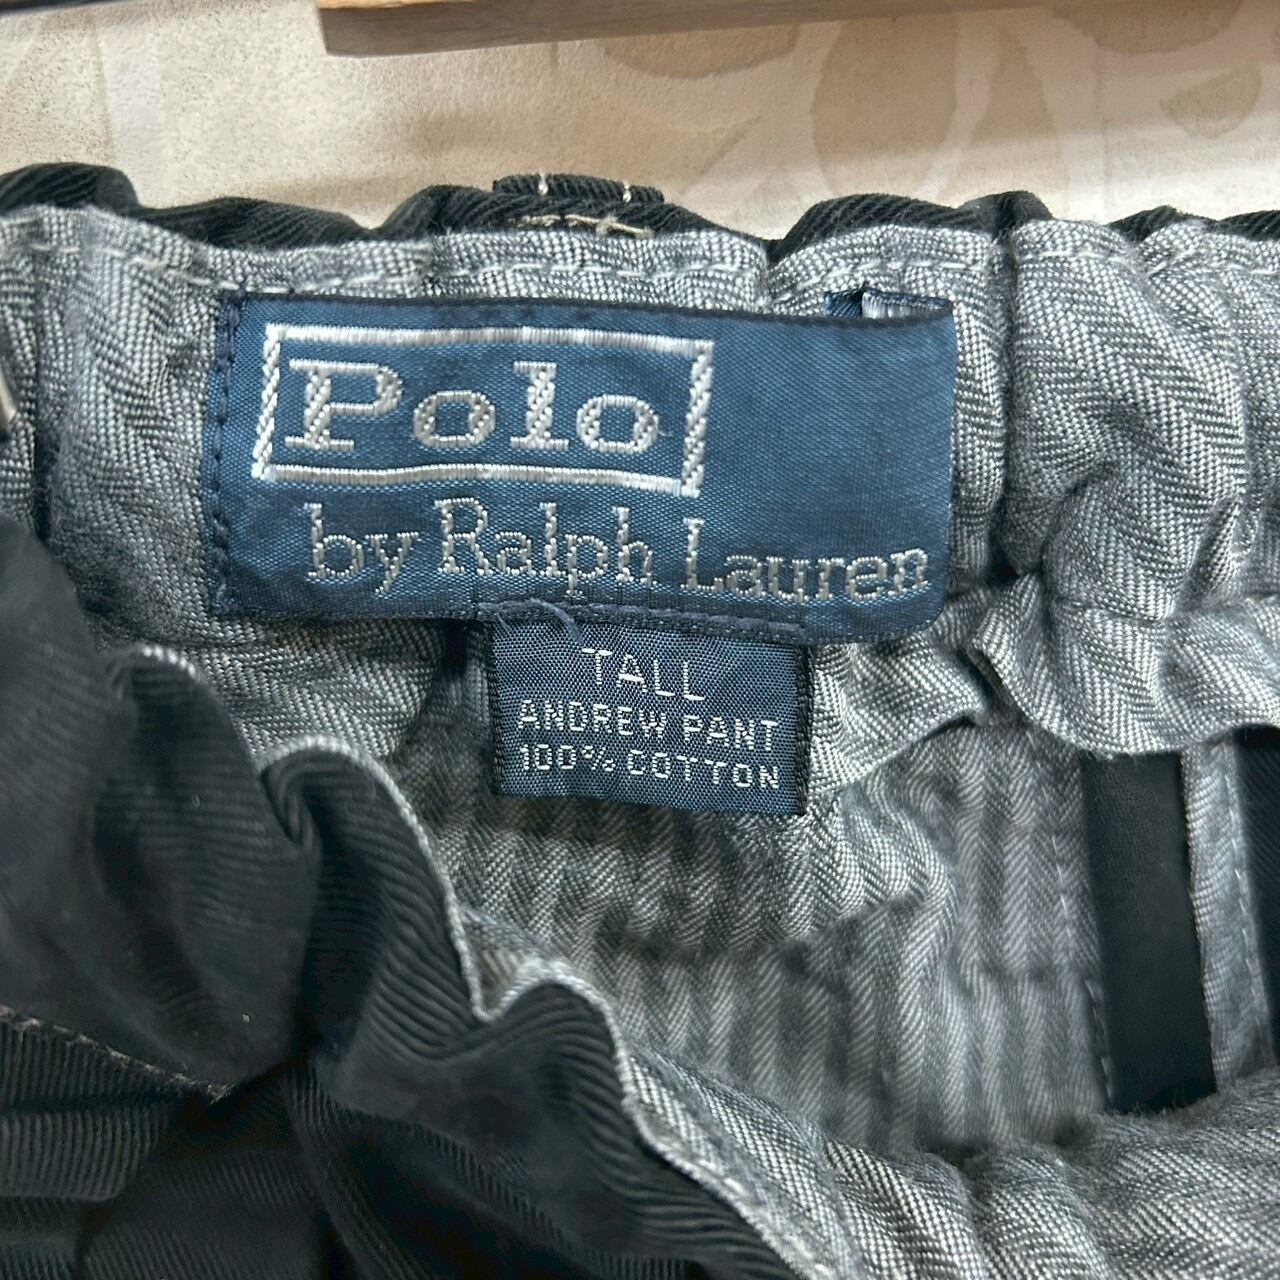 Polo
by Ralph Lauren
TALL
ANDREW PANT
100% COTTON